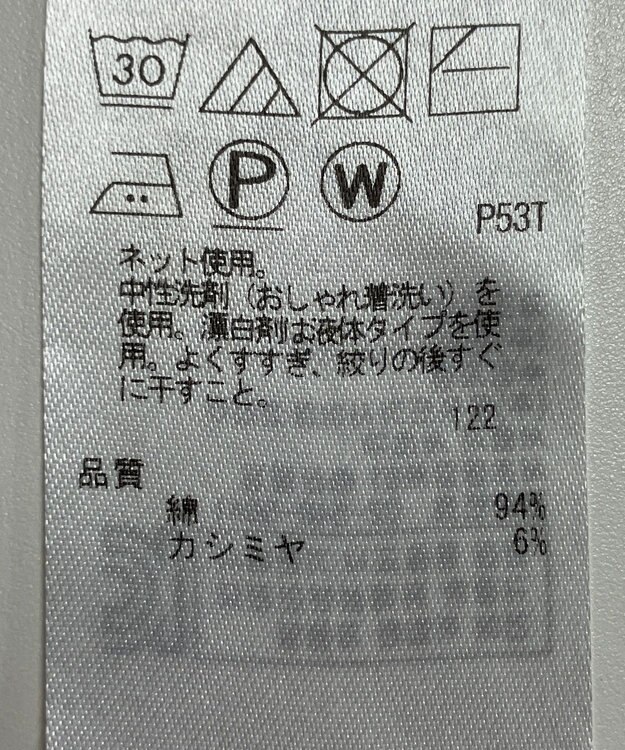 30
P W
P53T
ネット使用。
中性洗剤（おしゃれ着洗い）を
使用。漂白剤は液体タイプを使
用。よくすすぎ、絞りの後すぐ
に干すこと。
122
品質
綿 94%
カシミヤ 6%